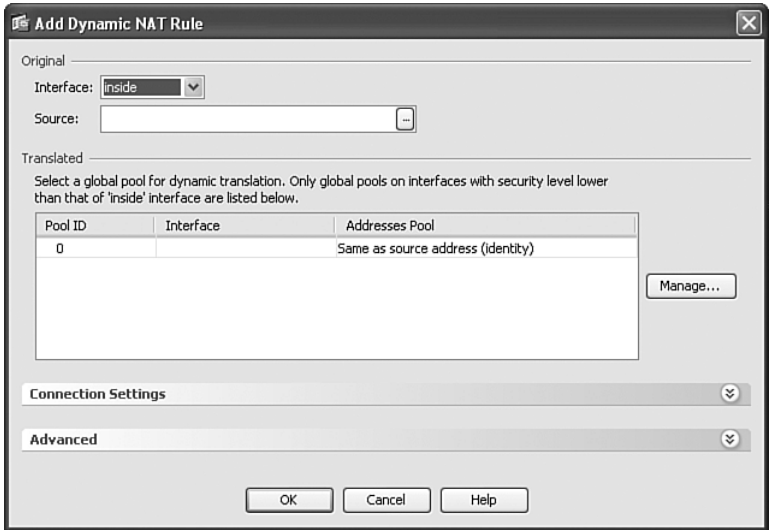 Add Dynamic NAT Rule
Original
Interface: inside
Source: ...
Translated
Select a global pool for dynamic translation. Only global pools on interfaces with security level lower
than that of 'inside' interface are listed below.
Pool ID Interface Addresses Pool
0 Same as source address (identity)
Manage...
Connection Settings
Advanced
OK Cancel Help